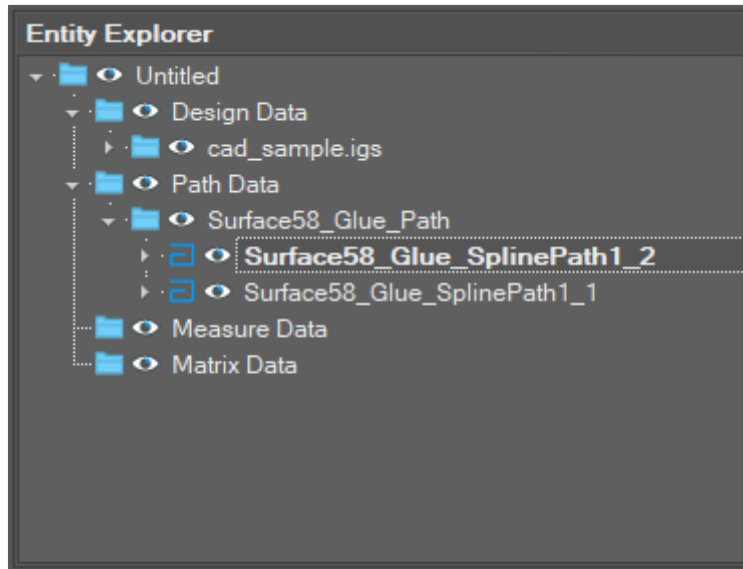 Entity Explorer
Untitled
Design Data
cad_sample.igs
Path Data
Surface58_Glue_Path
Surface58_Glue_SplinePath1_2
Surface58_Glue_SplinePath1_1
Measure Data
Matrix Data